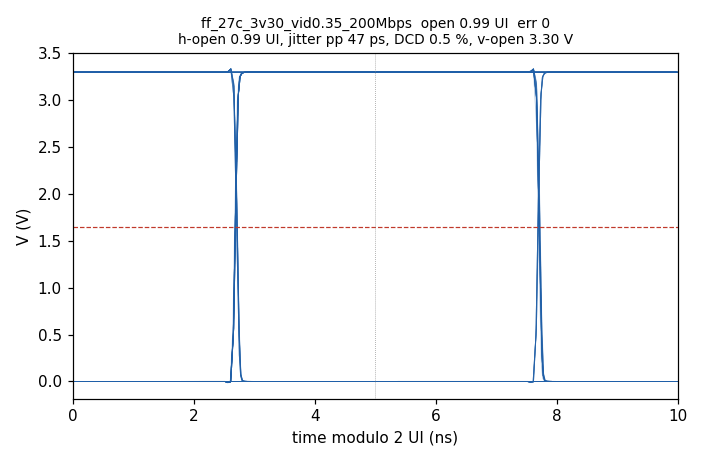 ff_27c_3v30_vid0.35_200Mbps  open 0.99 UI  err 0
h-open 0.99 UI, jitter pp 47 ps, DCD 0.5 %, v-open 3.30 V
3.5
3.0
2.5
2.0
1.5
1.0
0.5
0.0
V (V)
0 2 4 6 8 10
time modulo 2 UI (ns)